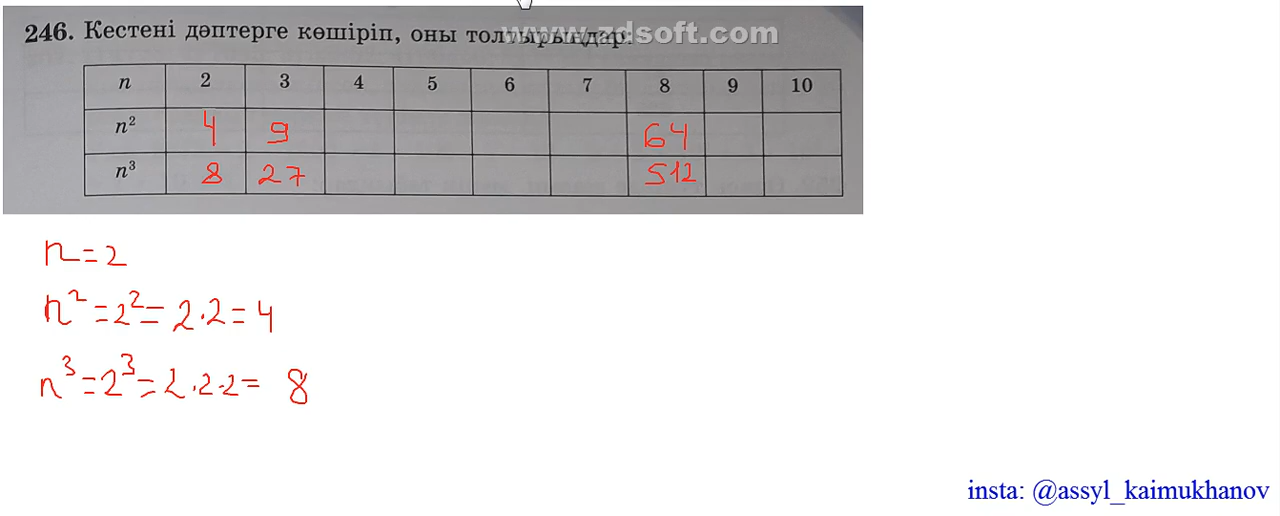 www.zdsoft.com
246. Кестені дәптерге көшіріп, оны толтырыңдар:
n 2 3 4 5 6 7 8 9 10
n² 4 9 64
n³ 8 27 512
n=2
n²=2²=2·2=4
n³=2³=2·2·2= 8
insta: @assyl_kaimukhanov